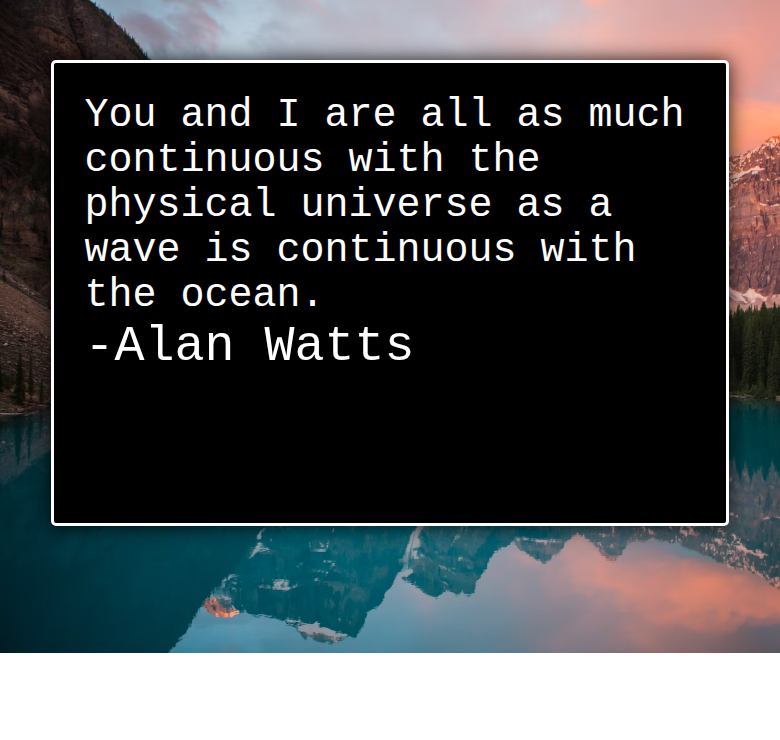 You and I are all as much
continuous with the
physical universe as a
wave is continuous with
the ocean.
-Alan Watts